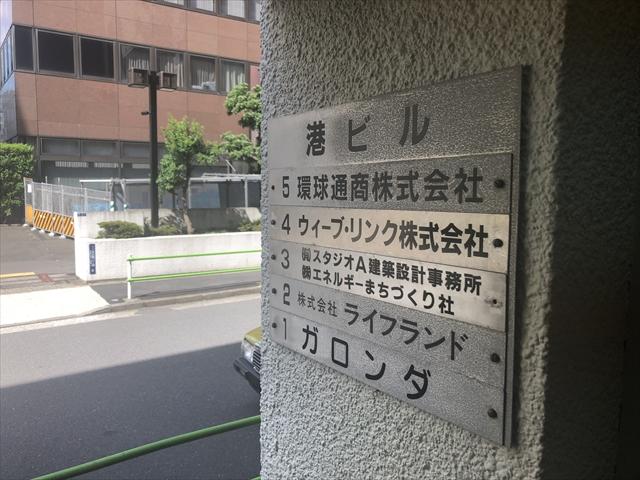 港ビル
5 環球通商株式会社
4 ウィーブ・リンク株式会社
3 ㈲スタジオA建築設計事務所
㈱エネルギーまちづくり社
2 株式会社 ライフランド
1 ガロンダ